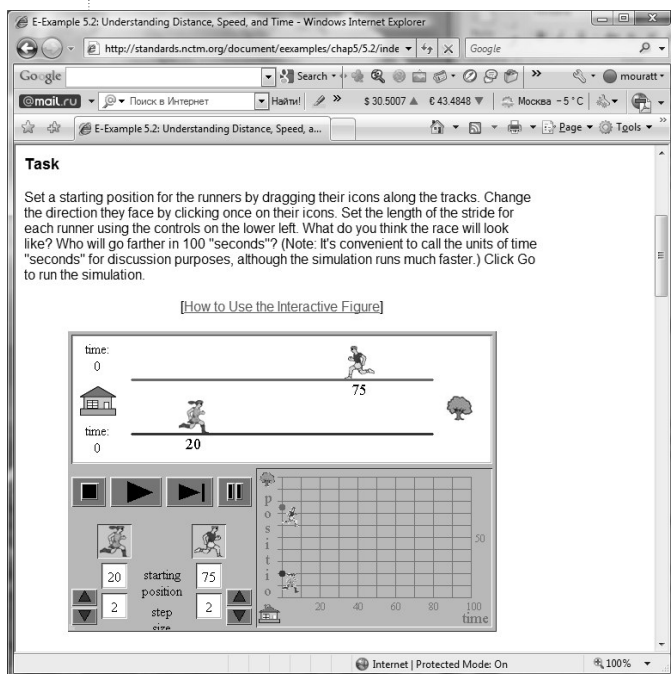 E-Example 5.2: Understanding Distance, Speed, and Time - Windows Internet Explorer
http://standards.nctm.org/document/eexamples/chap5/5.2/inde
Google
Google Search mouratt
@mail.ru Поиск в Интернет Найти! $ 30.5007 ▲ € 43.4848 ▼ Москва -5°C
E-Example 5.2: Understanding Distance, Speed, a... Page Tools
Task
Set a starting position for the runners by dragging their icons along the tracks. Change
the direction they face by clicking once on their icons. Set the length of the stride for
each runner using the controls on the lower left. What do you think the race will look
like? Who will go farther in 100 "seconds"? (Note: It's convenient to call the units of time
"seconds" for discussion purposes, although the simulation runs much faster.) Click Go
to run the simulation.
[How to Use the Interactive Figure]
time:
0
75
time:
0
20
20 starting position 75
2 step size 2
positio
50
20 40 60 80 100
time
Internet | Protected Mode: On 100%